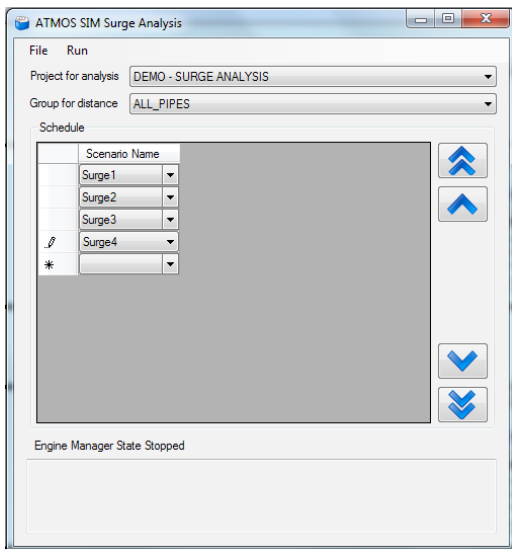 ATMOS SIM Surge Analysis
File Run
Project for analysis DEMO - SURGE ANALYSIS
Group for distance ALL_PIPES
Schedule
Scenario Name
Surge1
Surge2
Surge3
Surge4
Engine Manager State Stopped